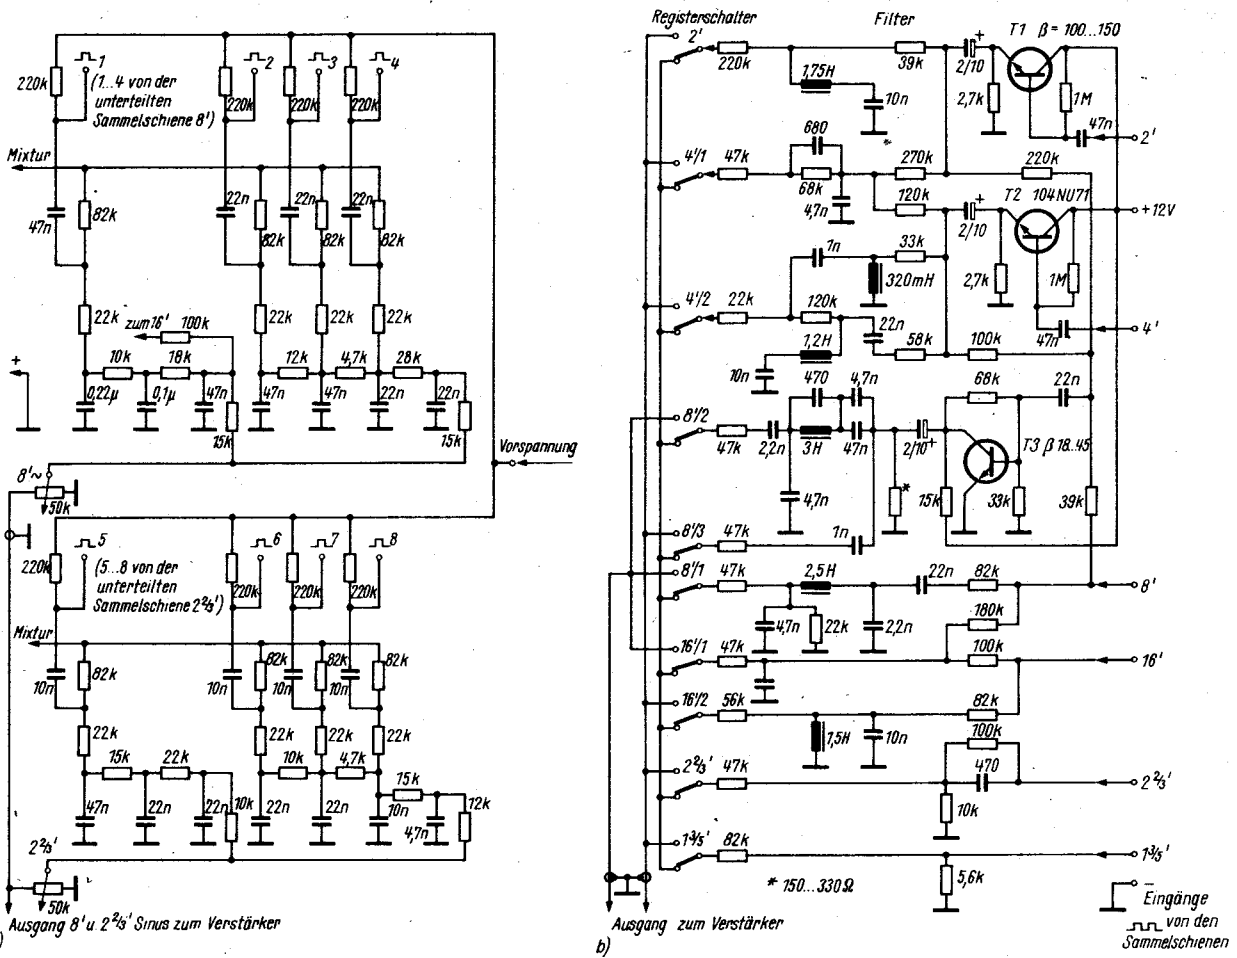 1
2
3
4
220k
(1...4 von der
unterteilten
Sammelschiene 8')
220k
220k
220k
Mixtur
47n
82k
22n
82k
22n
82k
22n
82k
22k
22k
22k
22k
zum 16'
100k
+
10k
18k
12k
4,7k
28k
0,22µ
0,1µ
47n
47n
47n
22n
22n
15k
15k
Vorspannung
8'~
50k
5
6
7
8
220k
(5...8 von der
unterteilten
Sammelschiene 2⅔')
220k
220k
220k
Mixtur
10n
82k
10n
82k
10n
82k
10n
82k
22k
22k
22k
22k
15k
22k
10k
4,7k
15k
47n
22n
22n
10k
22n
22n
10n
4,7n
12k
2⅔'
50k
Ausgang 8' u. 2⅔' Sinus zum Verstärker
)
Registerschalter
Filter
2'
220k
39k
2/10
+
T1 β = 100...150
1,75H
10n
*
2,7k
1M
47n
2'
4'/1
47k
680
68k
4,7n
270k
220k
120k
2/10
+
T2 104NU71
+12V
1n
33k
320mH
2,7k
1M
47n
4'
4'/2
22k
120k
22n
58k
100k
1,2H
10n
8'/2
47k
2,2n
470
3H
4,7n
47n
4,7n
*
2/10
+
68k
22n
T3 β 18...45
15k
33k
39k
8'/3
47k
1n
8'/1
47k
2,5H
22n
82k
8'
4,7n
22k
2,2n
180k
16'/1
47k
100k
16'
16'/2
56k
1,5H
10n
82k
2⅔'
47k
100k
470
10k
2⅔'
1⅗'
82k
5,6k
1⅗'
* 150...330Ω
–
Eingänge
von den
Sammelschienen
Ausgang zum Verstärker
b)